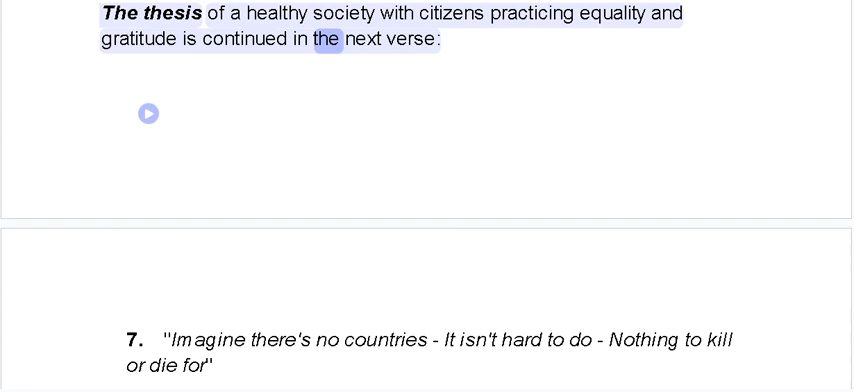 The thesis of a healthy society with citizens practicing equality and
gratitude is continued in the next verse:
7. "Imagine there's no countries - It isn't hard to do - Nothing to kill
or die for"